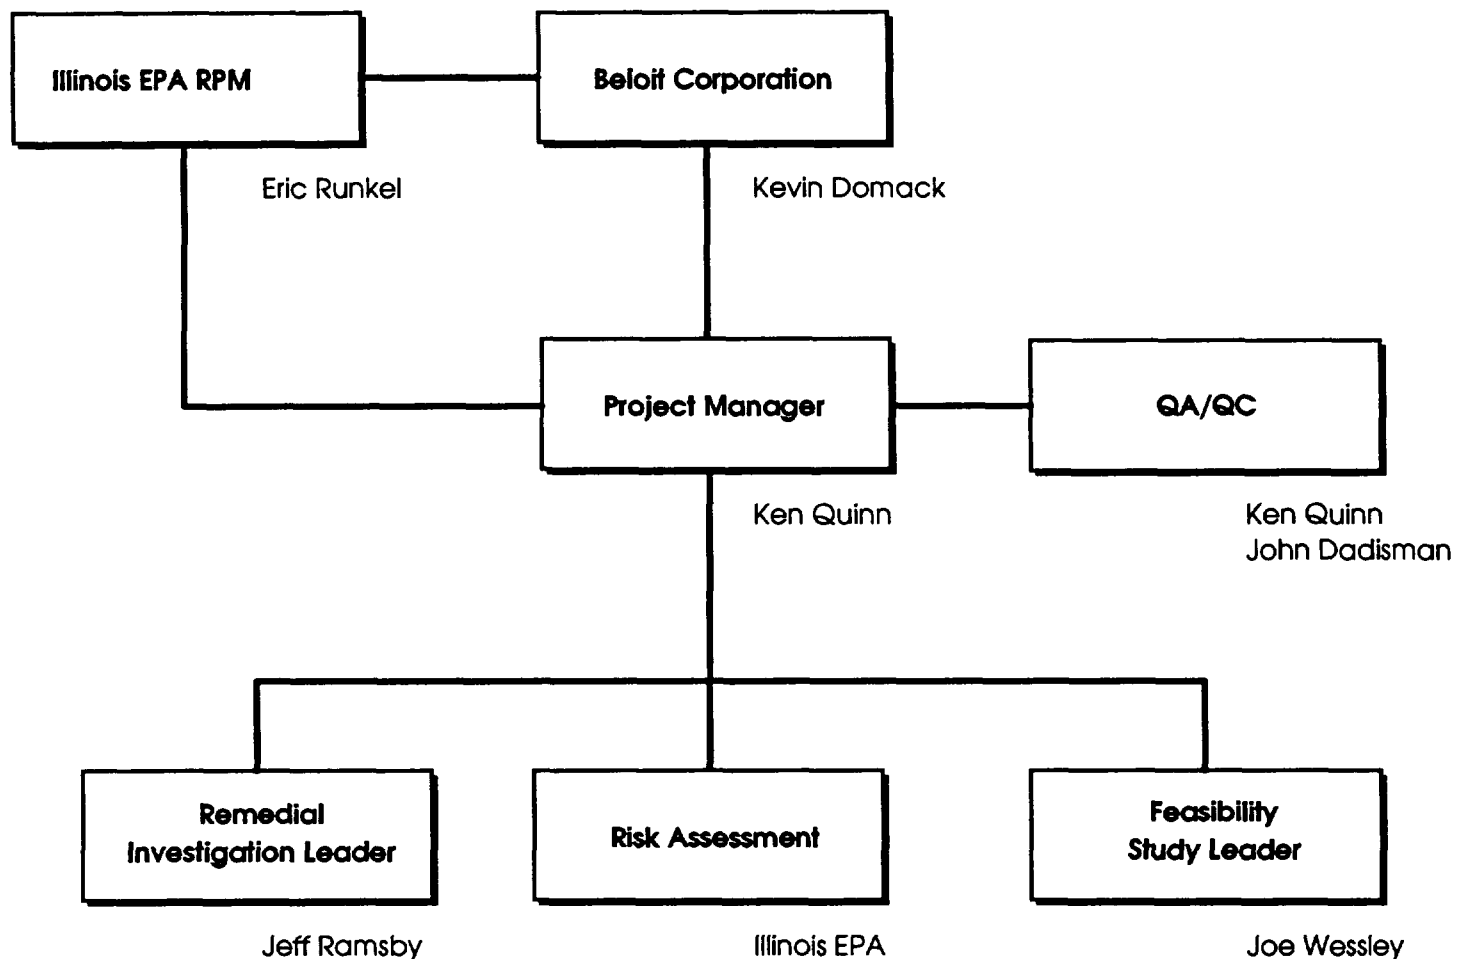 Illinois EPA RPM
Beloit Corporation
Eric Runkel
Kevin Domack
Project Manager
QA/QC
Ken Quinn
Ken Quinn
John Dadisman
Remedial
Investigation Leader
Risk Assessment
Feasibility
Study Leader
Jeff Ramsby
Illinois EPA
Joe Wessley